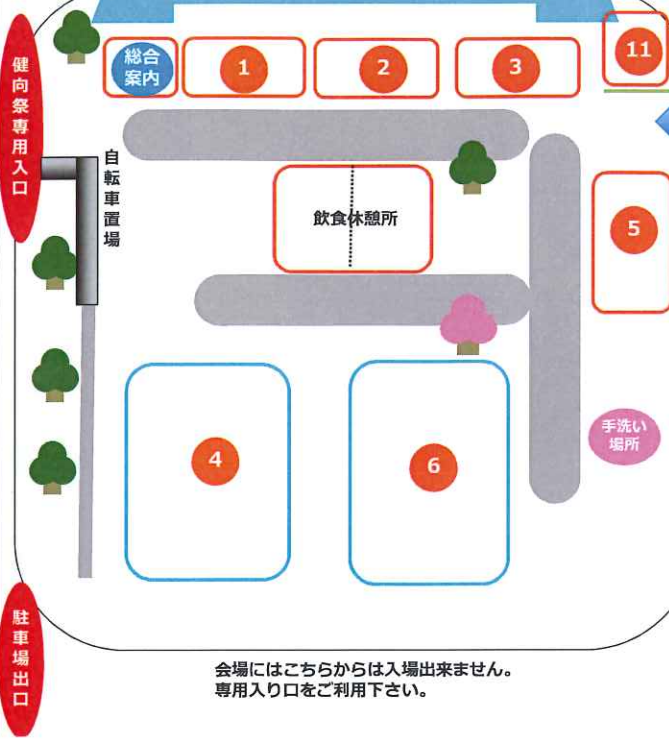 総合
案内
1
2
3
11
健向祭専用入口
自転車置場
飲食休憩所
5
4
6
手洗い
場所
駐車場出口
会場にはこちらからは入場出来ません。
専用入り口をご利用下さい。